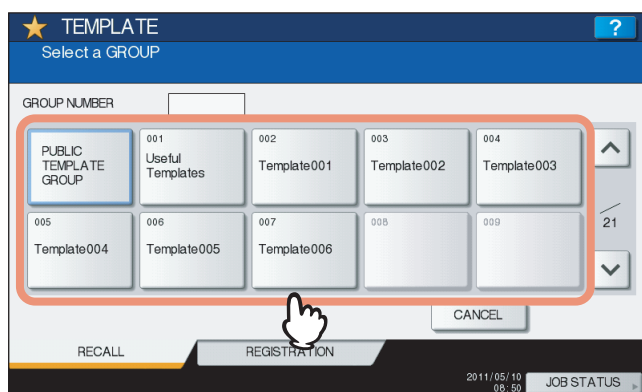 TEMPLATE
?
Select a GROUP
GROUP NUMBER
PUBLIC
TEMPLATE
GROUP
001
Useful
Templates
002
Template001
003
Template002
004
Template003
005
Template004
006
Template005
007
Template006
008
009
21
CANCEL
RECALL
REGISTRATION
2011/05/10
08:50
JOB STATUS